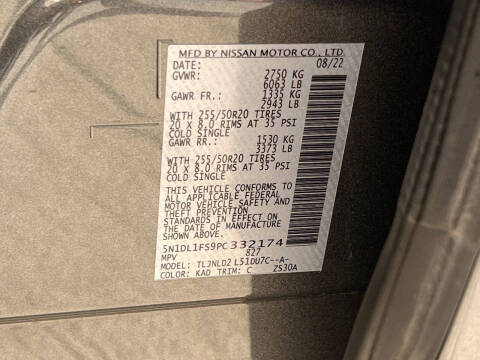 MFD BY NISSAN MOTOR CO., LTD
DATE: 08/22
GVWR: 2750 KG
6063 LB
GAWR FR.: 1335 KG
2943 LB
WITH 255/50R20 TIRES
20 x 8.0 RIMS AT 35 PSI
COLD SINGLE
GAWR RR.: 1530 KG
3373 LB
WITH 255/50R20 TIRES
20 x 8.0 RIMS AT 35 PSI
COLD SINGLE
THIS VEHICLE CONFORMS TO
ALL APPLICABLE FEDERAL
MOTOR VEHICLE SAFETY AND
THEFT PREVENTION
STANDARDS IN EFFECT ON
THE DATE OF MANUFACTURE
SHOWN ABOVE.
5N1DL1FS9PC332174
MPV 827
MODEL: TLJNLD2 L51DU7C--A-
COLOR: KAD TRIM: C ZS30A